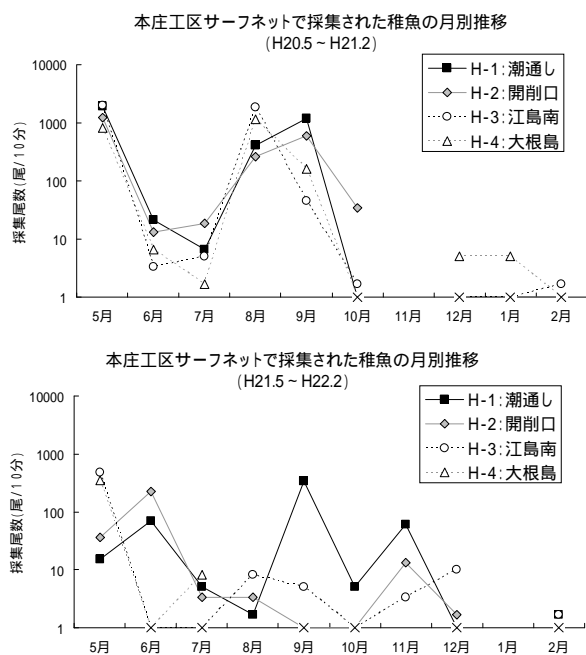 本庄工区サーフネットで採集された稚魚の月別推移
(H20.5～H21.2)
採集尾数(尾/10分)
10000
1000
100
10
1
5月 6月 7月 8月 9月 10月 11月 12月 1月 2月
H-1:潮通し
H-2:開削口
H-3:江島南
H-4:大根島
本庄工区サーフネットで採集された稚魚の月別推移
(H21.5～H22.2)
採集尾数(尾/10分)
10000
1000
100
10
1
5月 6月 7月 8月 9月 10月 11月 12月 1月 2月
H-1:潮通し
H-2:開削口
H-3:江島南
H-4:大根島